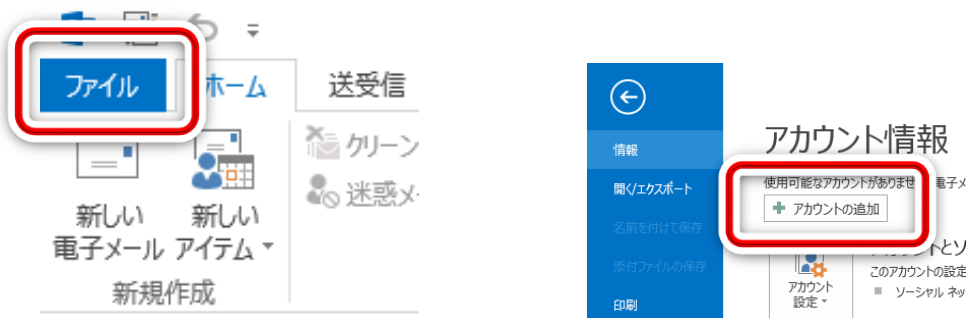 ファイル
ホーム
送受信
新しい
電子メール
新しい
アイテム
クリーン
迷惑メ
新規作成
情報
開く/エクスポート
名前を付けて保存
添付ファイルの保存
印刷
アカウント情報
使用可能なアカウントがありませ
電子メ
アカウントの追加
とソ
アカウント
設定
このアカウントの設定
ソーシャル ネッ